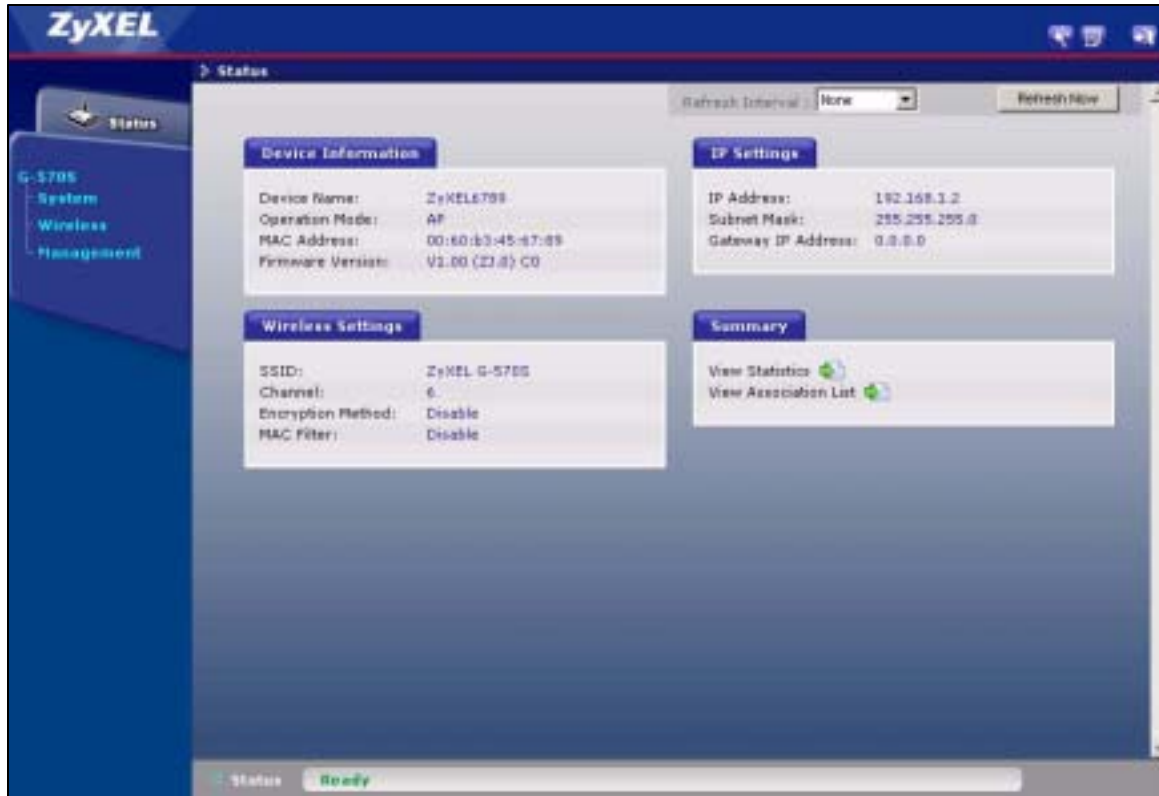 ZyXEL
> Status
Status
Refresh Interval : None Refresh Now
G-570S
System
Wireless
Management
Device Information
Device Name: ZyXEL6789
Operation Mode: AP
MAC Address: 00:60:b3:45:67:89
Firmware Version: V1.00
IP Settings
IP Address: 192.168.1.2
Subnet Mask: 255.255.255.0
Gateway IP Address: 0.0.0.0
Wireless Settings
SSID: ZyXEL G-570S
Channel: 6
Encryption Method: Disable
MAC Filter: Disable
Summary
View Statistics
View Association List
Status Ready